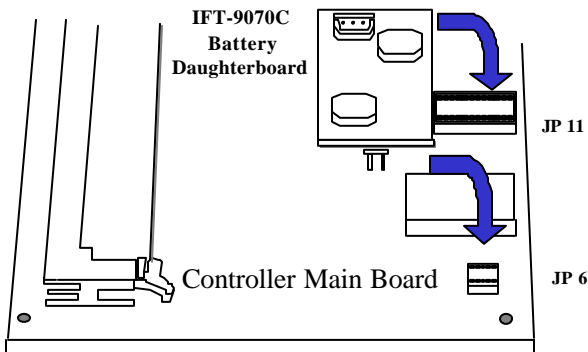 IFT-9070C
Battery
Daughterboard
JP 11
Controller Main Board
JP 6